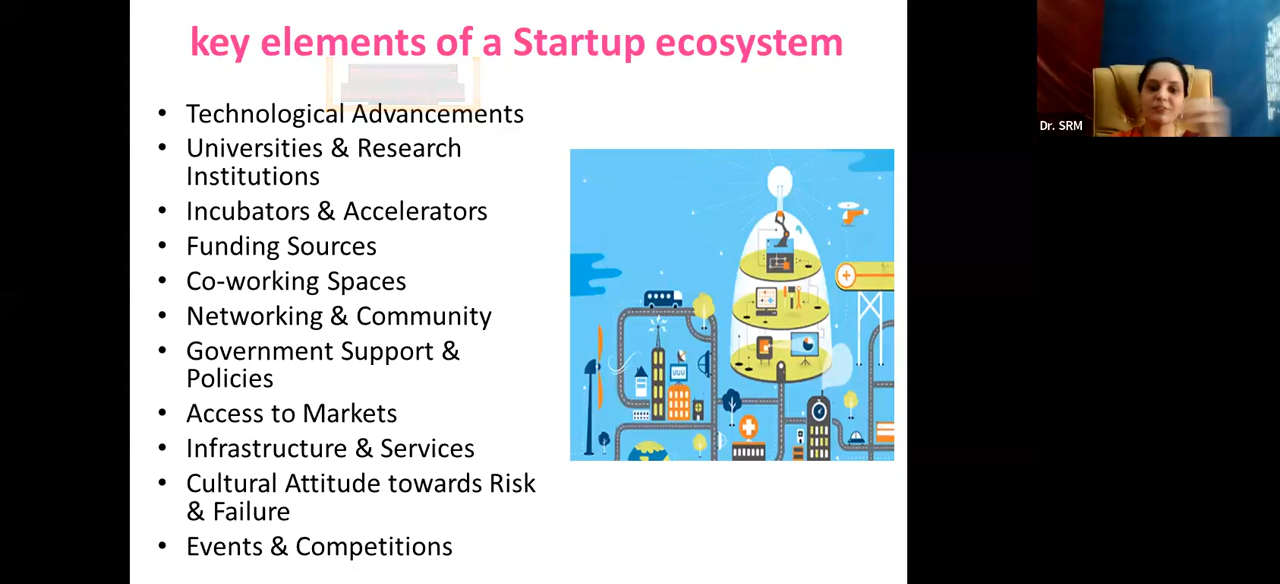 key elements of a Startup ecosystem
• Technological Advancements
• Universities & Research
Institutions
• Incubators & Accelerators
• Funding Sources
• Co-working Spaces
• Networking & Community
• Government Support &
Policies
• Access to Markets
• Infrastructure & Services
• Cultural Attitude towards Risk
& Failure
• Events & Competitions
Dr. SRM